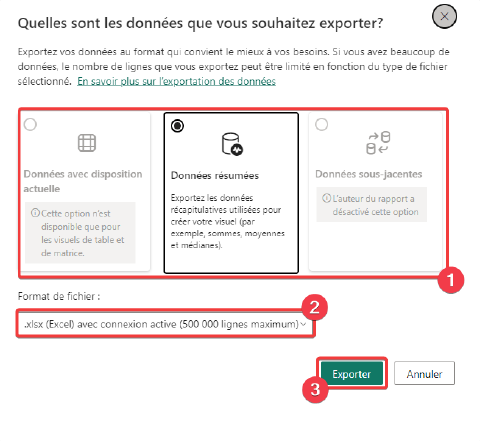 Quelles sont les données que vous souhaitez exporter?
Exportez vos données au format qui convient le mieux à vos besoins. Si vous avez beaucoup de
données, le nombre de lignes que vous exportez peut être limité en fonction du type de fichier
sélectionné. En savoir plus sur l'exportation des données
Données avec disposition
actuelle
Cette option n'est
disponible que pour
les visuels de table et
de matrice.
Données résumées
Exportez les données
récapitulatives utilisées pour
créer votre visuel (par
exemple, sommes, moyennes
et médianes).
Données sous-jacentes
L'auteur du rapport a
désactivé cette option
1
Format de fichier :
2
.xlsx (Excel) avec connexion active (500 000 lignes maximum)
Exporter
Annuler
3